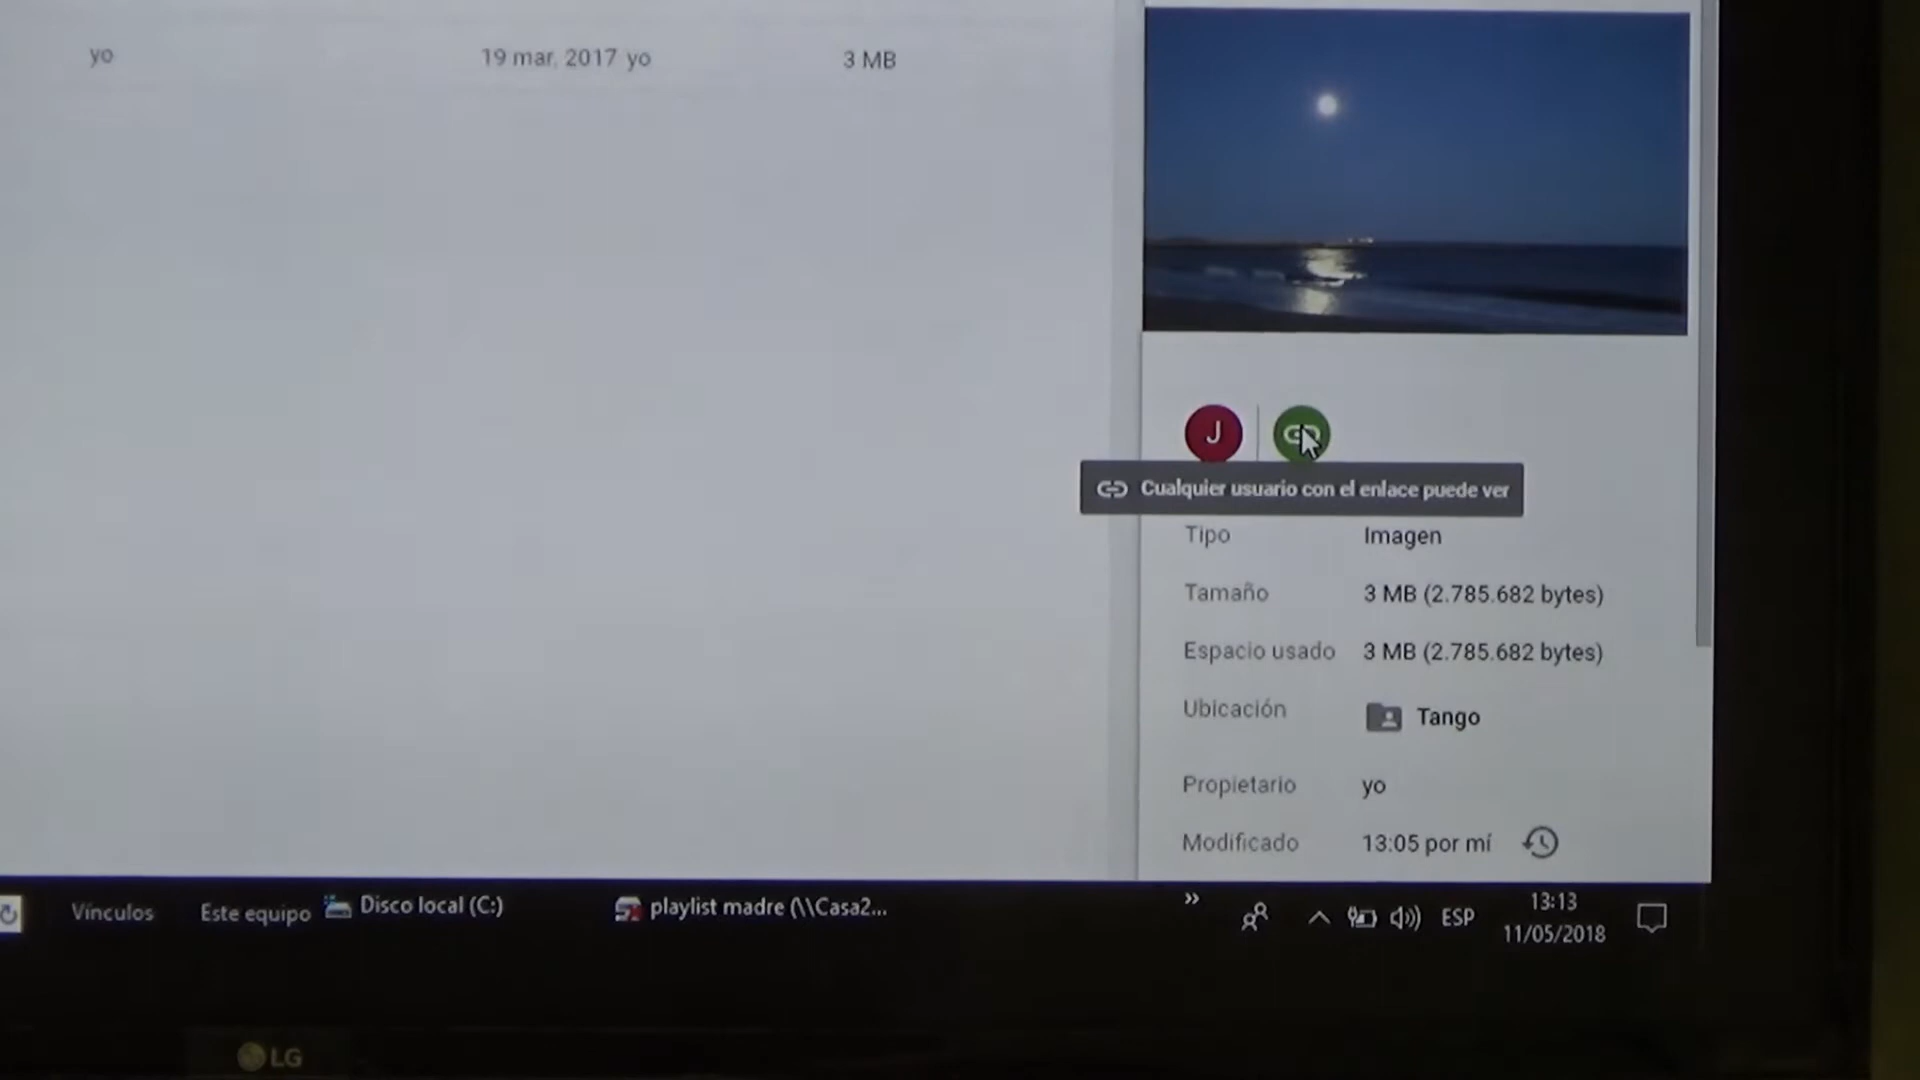 yo 19 mar. 2017 yo 3 MB
J
Cualquier usuario con el enlace puede ver
Tipo Imagen
Tamaño 3 MB (2.785.682 bytes)
Espacio usado 3 MB (2.785.682 bytes)
Ubicación Tango
Propietario yo
Modificado 13:05 por mí
Vínculos Este equipo Disco local (C:) playlist madre (\\Casa2... » ESP 13:13
11/05/2018
LG